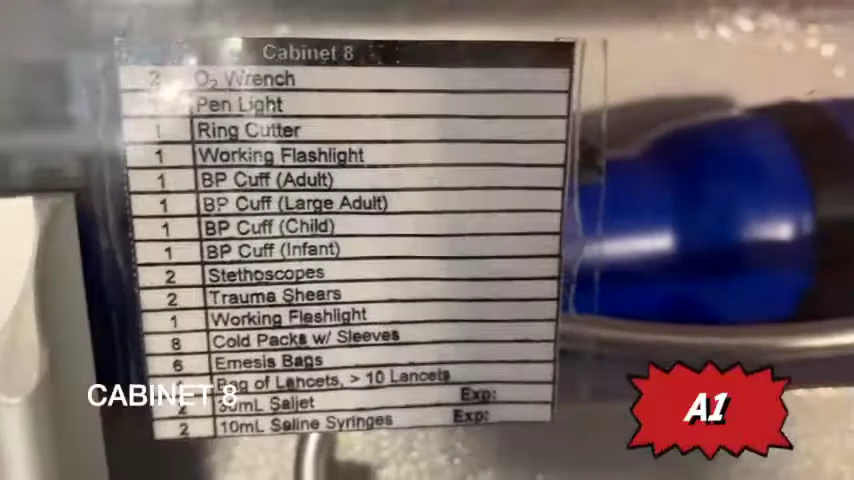 Cabinet 8
2 O₂ Wrench
Pen Light
1 Ring Cutter
1 Working Flashlight
1 BP Cuff (Adult)
1 BP Cuff (Large Adult)
1 BP Cuff (Child)
1 BP Cuff (Infant)
2 Stethoscopes
2 Trauma Shears
1 Working Flashlight
8 Cold Packs w/ Sleeves
6 Emesis Bags
Bag of Lancets, > 10 Lancets
2 30mL Saljet Exp:
2 10mL Saline Syringes Exp:
CABINET 8
A1